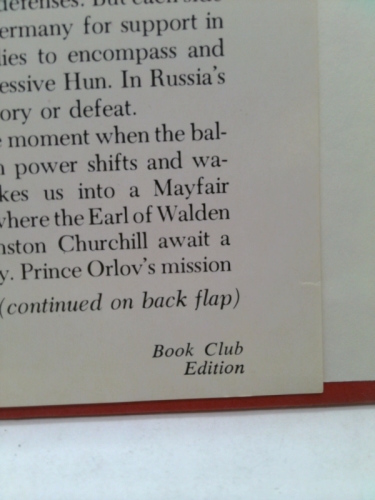 defenses. But each side
ermany for support in
lies to encompass and
essive Hun. In Russia's
ory or defeat.
e moment when the bal-
n power shifts and wa-
kes us into a Mayfair
where the Earl of Walden
nston Churchill await a
y. Prince Orlov's mission
(continued on back flap)
Book Club
Edition